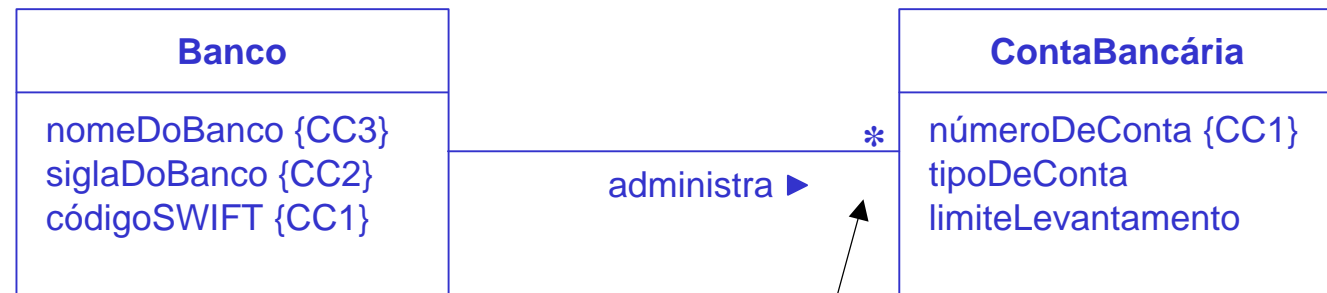 Banco
nomeDoBanco {CC3}
siglaDoBanco {CC2}
códigoSWIFT {CC1}
*
administra ►
ContaBancária
númeroDeConta {CC1}
tipoDeConta
limiteLevantamento